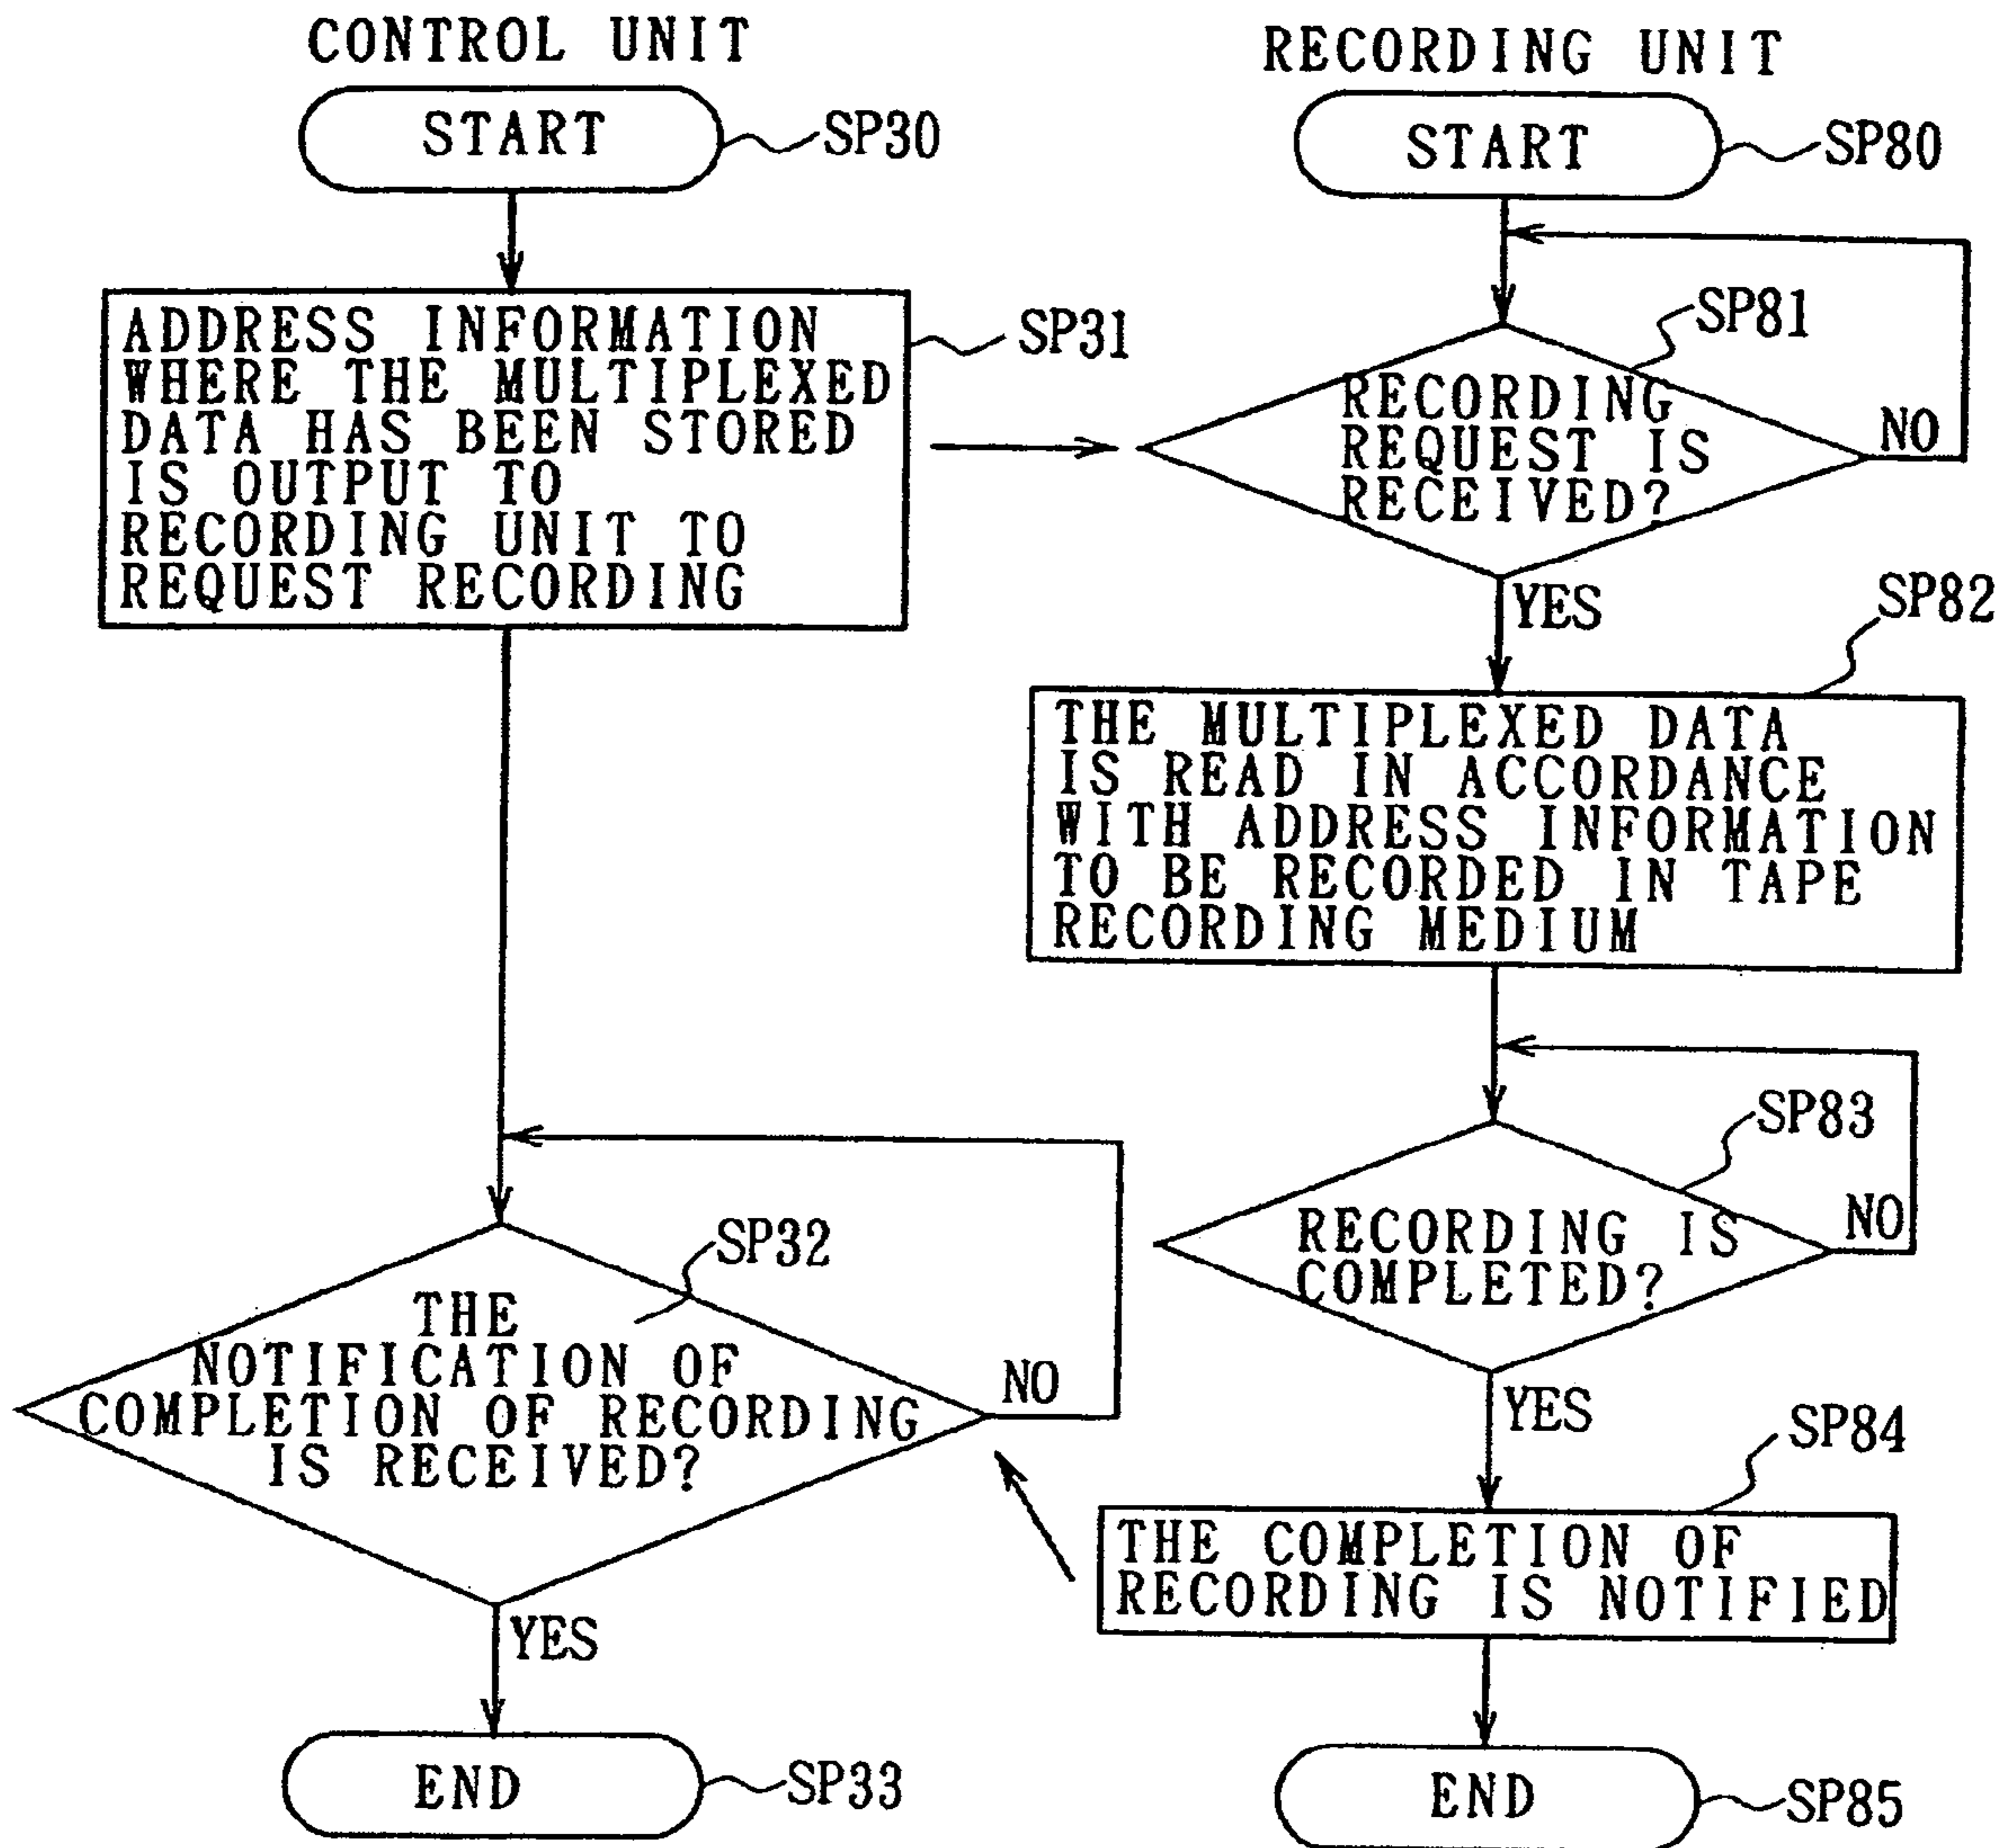 CONTROL UNIT
START
SP30
ADDRESS INFORMATION
WHERE THE MULTIPLEXED
DATA HAS BEEN STORED
IS OUTPUT TO
RECORDING UNIT TO
REQUEST RECORDING
SP31
SP32
THE
NOTIFICATION OF
COMPLETION OF RECORDING
IS RECEIVED?
NO
YES
END
SP33
RECORDING UNIT
START
SP80
SP81
RECORDING
REQUEST IS
RECEIVED?
NO
YES
SP82
THE MULTIPLEXED DATA
IS READ IN ACCORDANCE
WITH ADDRESS INFORMATION
TO BE RECORDED IN TAPE
RECORDING MEDIUM
SP83
RECORDING IS
COMPLETED?
NO
YES
SP84
THE COMPLETION OF
RECORDING IS NOTIFIED
END
SP85